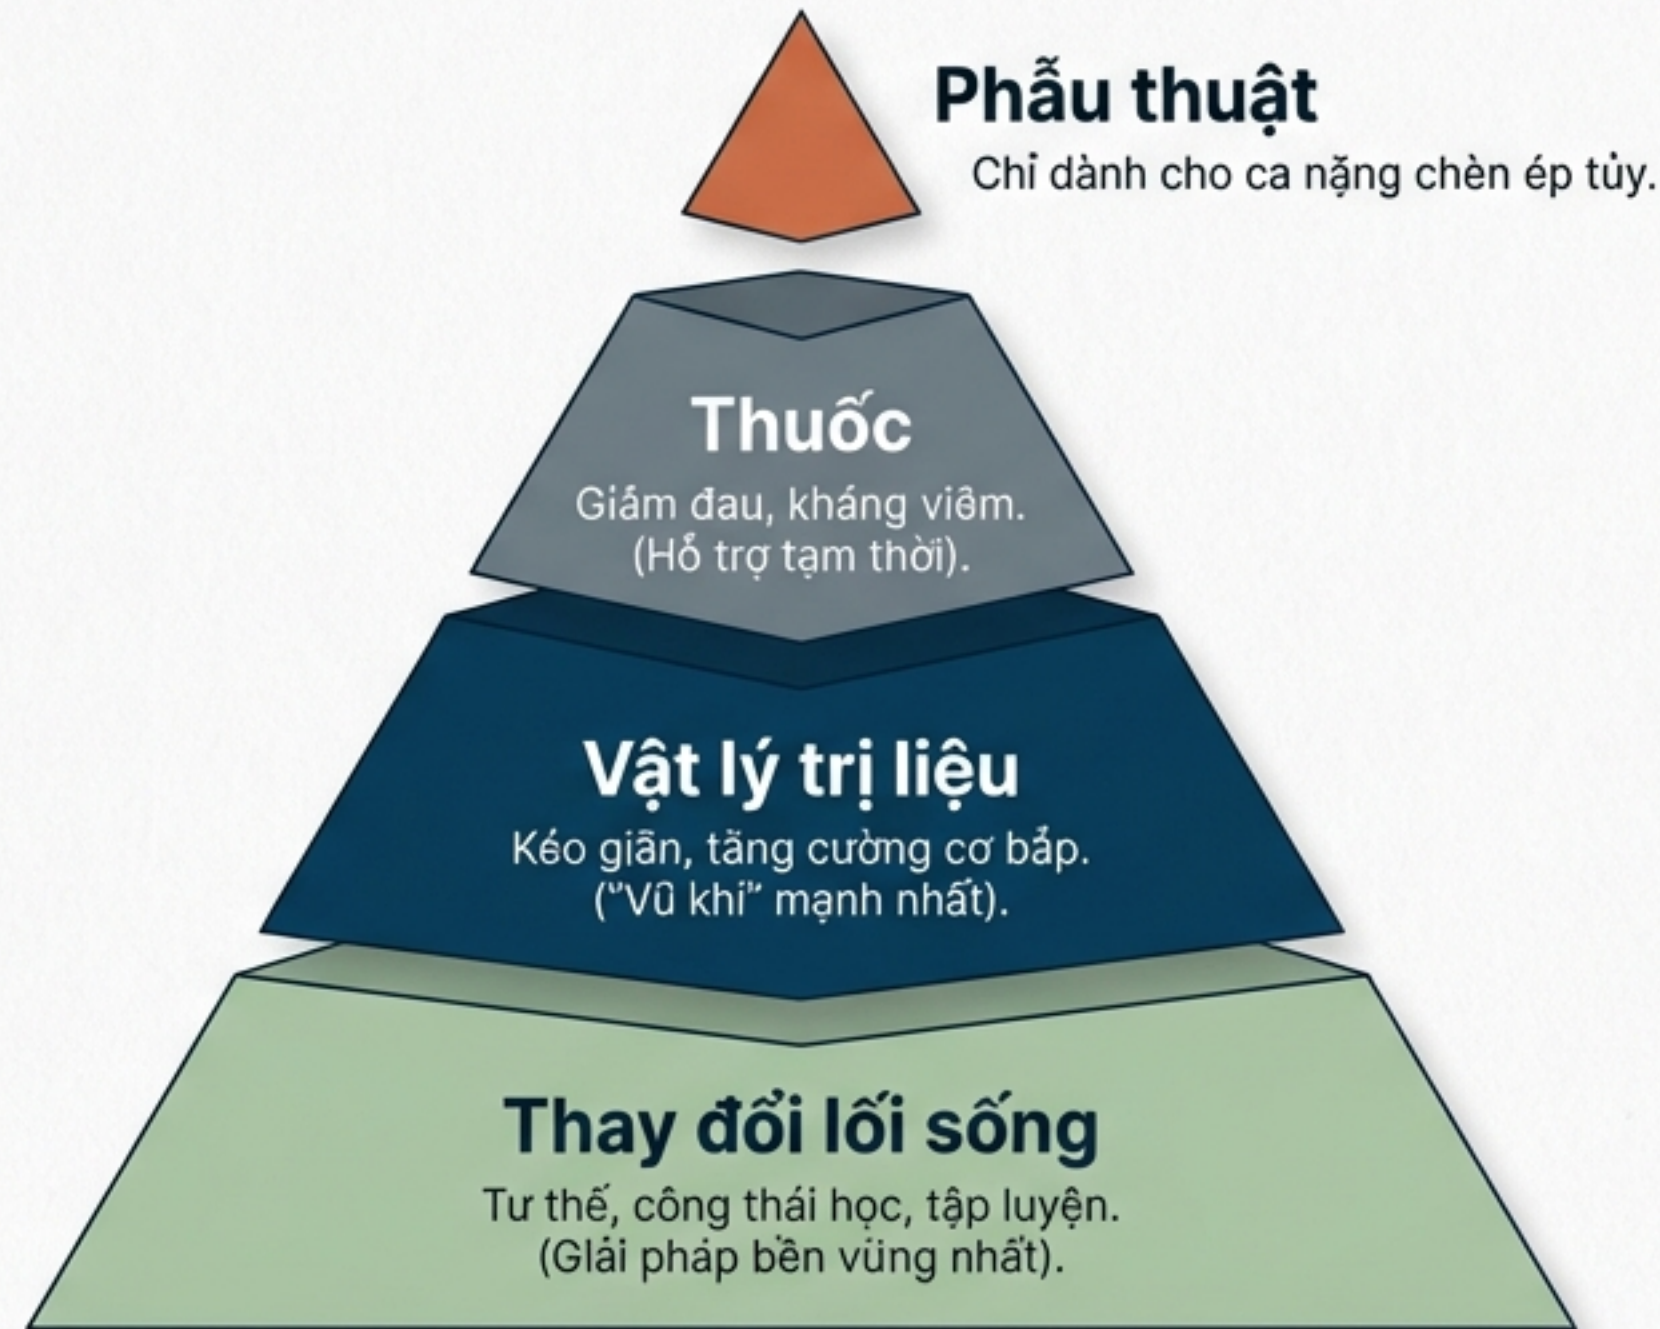 Phẫu thuật
Chỉ dành cho ca nặng chèn ép tủy.
Thuốc
Giảm đau, kháng viêm.
(Hỗ trợ tạm thời).
Vật lý trị liệu
Kéo giãn, tăng cường cơ bắp.
("Vũ khí" mạnh nhất).
Thay đổi lối sống
Tư thế, công thái học, tập luyện.
(Giải pháp bền vững nhất).